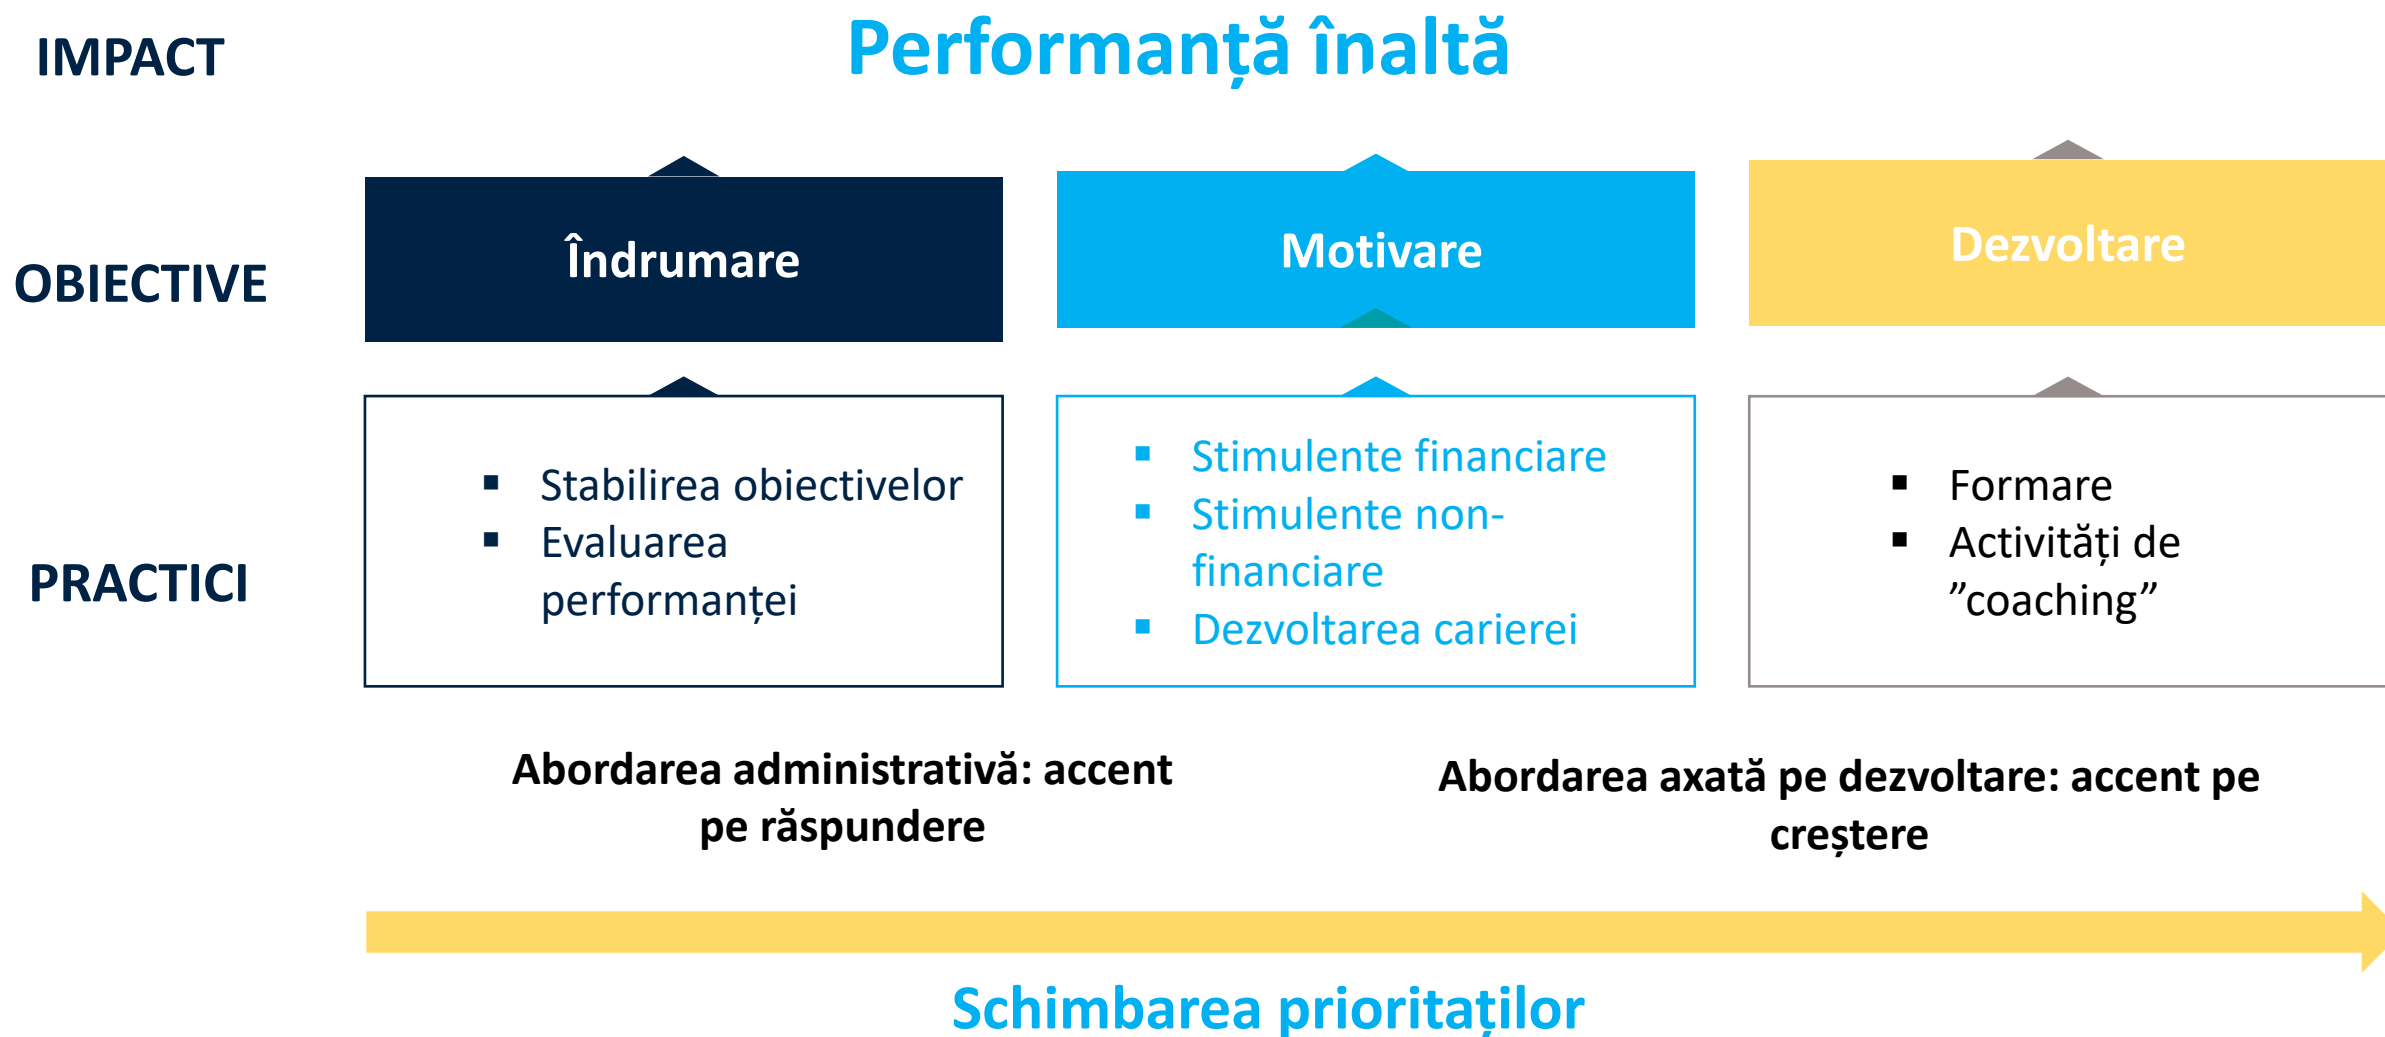 IMPACT
Performanță înaltă
OBIECTIVE
Îndrumare
Motivare
Dezvoltare
PRACTICI
▪ Stabilirea obiectivelor
▪ Evaluarea
performanței
▪ Stimulente financiare
▪ Stimulente non-
financiare
▪ Dezvoltarea carierei
▪ Formare
▪ Activități de
”coaching”
Abordarea administrativă: accent
pe răspundere
Abordarea axată pe dezvoltare: accent pe
creștere
Schimbarea prioritaților